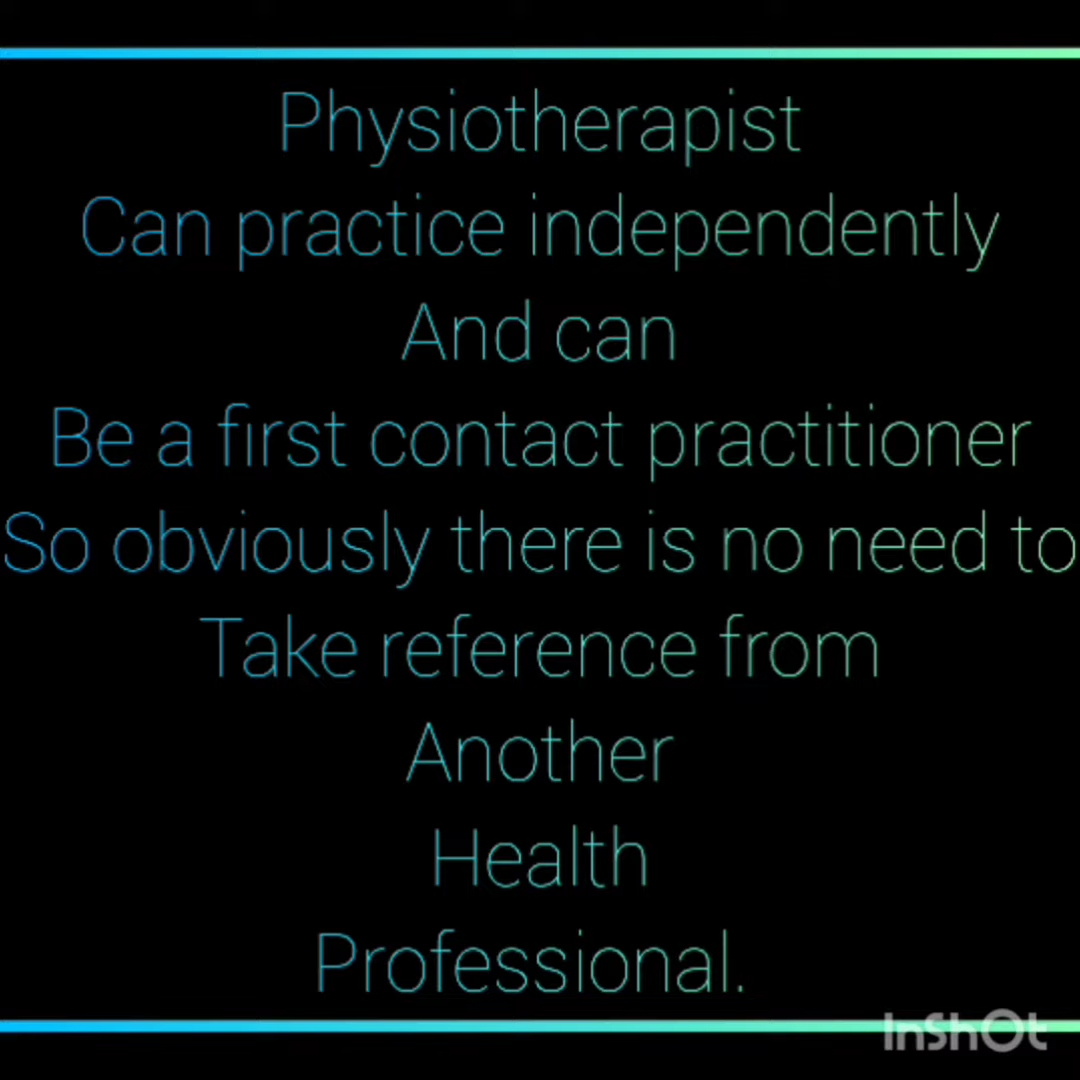 Physiotherapist
Can practice independently
And can
Be a first contact practitioner
So obviously there is no need to
Take reference from
Another
Health
Professional.
InShOt